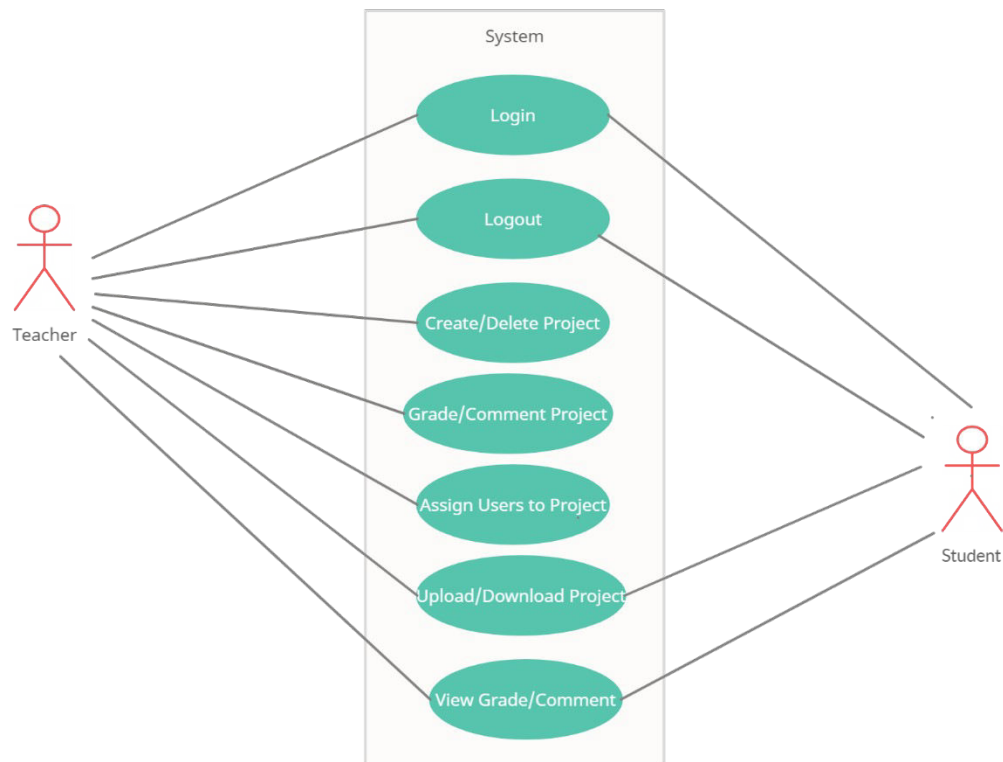 System
Login
Logout
Teacher
Create/Delete Project
Grade/Comment Project
Assign Users to Project
Student
Upload/Download Project
View Grade/Comment